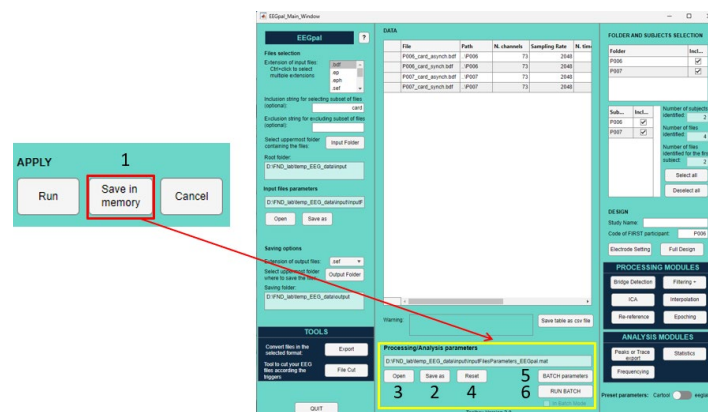 EEGpal_Main_Window
EEGpal
?
Files selection
Extension of input files:
Ctrl+click to select
multiple extensions:
bdf
ep
eph
.sef
Inclusion string for selecting subset of files
(optional):
card
Exclusion string for excluding subset of files
(optional):
Select uppermost folder
containing the files:
Input Folder
Root folder:
D:\FND_lab\temp_EEG_data\input
Input files parameters
D:\FND_lab\temp_EEG_data\input\inputF
Open
Save as
Saving options
Extension of output files:
.sef
Select uppermost folder
where to save the files:
Output Folder
Saving folder:
D:\FND_lab\temp_EEG_data\output
TOOLS
Convert files in the
selected format:
Export
Tool to cut your EEG
files according the
triggers
File Cut
QUIT
DATA
File Path N. channels Sampling Rate N. tim
P006_card_asynch.bdf .\P006 73 2048
P006_card_synch.bdf .\P006 73 2048
P007_card_asynch.bdf .\P007 73 2048
P007_card_synch.bdf .\P007 73 2048
Warning:
Save table as csv file
Processing/Analysis parameters
D:\FND_lab\temp_EEG_data\input\inputFilesParameters_EEGpal.mat
Open
Save as
Reset
BATCH parameters
RUN BATCH
3
2
4
5
6
FOLDER AND SUBJECTS SELECTION
Folder Incl...
P006
P007
Sub... Incl...
P006
P007
Number of subjects
identified:
2
Number of files
identified:
4
Number of files
identified for the first
subject:
2
Select all
Deselect all
DESIGN
Study Name:
Code of FIRST participant:
P006
Electrode Setting
Full Design
PROCESSING MODULES
Bridge Detection
Filtering +
ICA
Interpolation
Re-reference
Epoching
ANALYSIS MODULES
Peaks or Trace
export
Statistics
Frequencying
Preset parameters:
Cartool
eegla
APPLY
1
Run
Save in
memory
Cancel